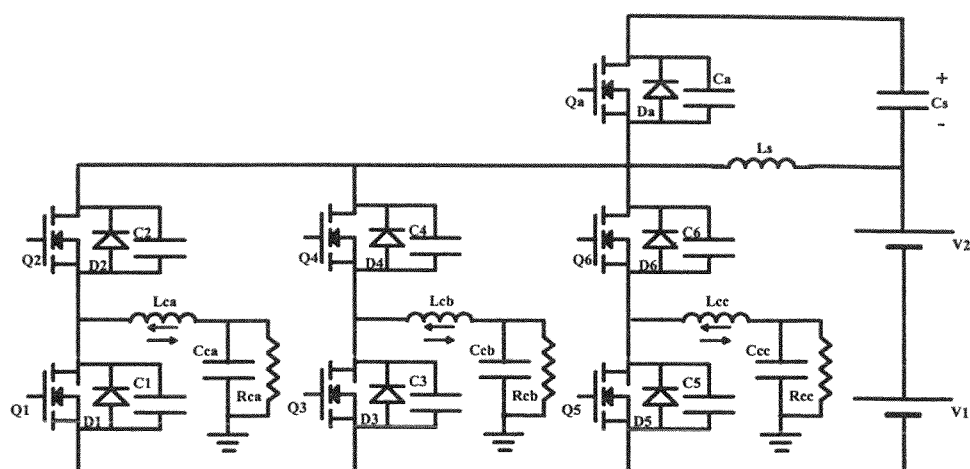 Ca
+
Qa
Da
Cs
-
Ls
C2
C4
C6
V2
Q2
D2
Q4
D4
Q6
D6
Lca
Lcb
Lcc
Cca
Ccb
Ccc
C1
C3
C5
Rca
Rcb
Rcc
Q1
D1
Q3
D3
Q5
D5
V1